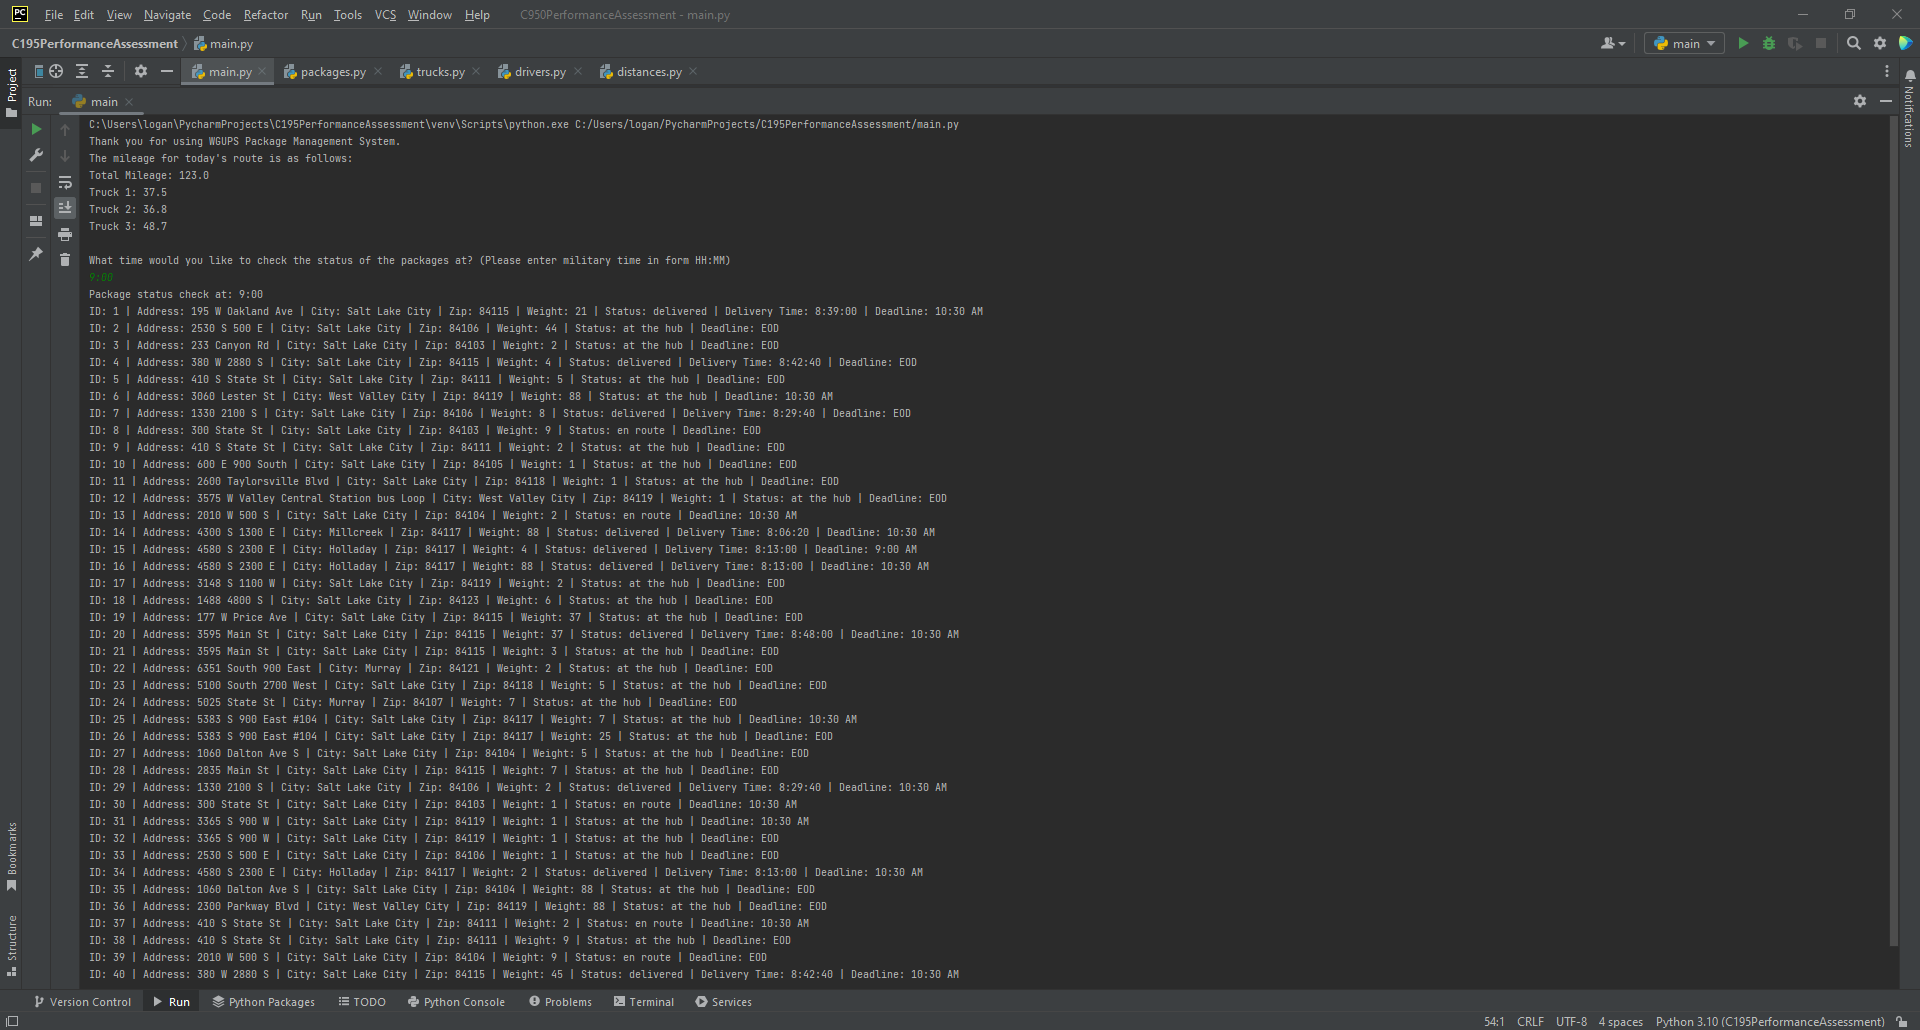 PC File Edit View Navigate Code Refactor Run Tools VCS Window Help C950PerformanceAssessment - main.py
C195PerformanceAssessment main.py main
Project main.py packages.py trucks.py drivers.py distances.py
Notifications
Run: main
C:\Users\logan\PycharmProjects\C195PerformanceAssessment\venv\Scripts\python.exe C:/Users/logan/PycharmProjects/C195PerformanceAssessment/main.py
Thank you for using WGUPS Package Management System.
The mileage for today's route is as follows:
Total Mileage: 123.0
Truck 1: 37.5
Truck 2: 36.8
Truck 3: 48.7
What time would you like to check the status of the packages at? (Please enter military time in form HH:MM)
9:00
Package status check at: 9:00
ID: 1 | Address: 195 W Oakland Ave | City: Salt Lake City | Zip: 84115 | Weight: 21 | Status: delivered | Delivery Time: 8:39:00 | Deadline: 10:30 AM
ID: 2 | Address: 2530 S 500 E | City: Salt Lake City | Zip: 84106 | Weight: 44 | Status: at the hub | Deadline: EOD
ID: 3 | Address: 233 Canyon Rd | City: Salt Lake City | Zip: 84103 | Weight: 2 | Status: at the hub | Deadline: EOD
ID: 4 | Address: 380 W 2880 S | City: Salt Lake City | Zip: 84115 | Weight: 4 | Status: delivered | Delivery Time: 8:42:40 | Deadline: EOD
ID: 5 | Address: 410 S State St | City: Salt Lake City | Zip: 84111 | Weight: 5 | Status: at the hub | Deadline: EOD
ID: 6 | Address: 3060 Lester St | City: West Valley City | Zip: 84119 | Weight: 88 | Status: at the hub | Deadline: 10:30 AM
ID: 7 | Address: 1330 2100 S | City: Salt Lake City | Zip: 84106 | Weight: 8 | Status: delivered | Delivery Time: 8:29:40 | Deadline: EOD
ID: 8 | Address: 300 State St | City: Salt Lake City | Zip: 84103 | Weight: 9 | Status: en route | Deadline: EOD
ID: 9 | Address: 410 S State St | City: Salt Lake City | Zip: 84111 | Weight: 2 | Status: at the hub | Deadline: EOD
ID: 10 | Address: 600 E 900 South | City: Salt Lake City | Zip: 84105 | Weight: 1 | Status: at the hub | Deadline: EOD
ID: 11 | Address: 2600 Taylorsville Blvd | City: Salt Lake City | Zip: 84118 | Weight: 1 | Status: at the hub | Deadline: EOD
ID: 12 | Address: 3575 W Valley Central Station bus Loop | City: West Valley City | Zip: 84119 | Weight: 1 | Status: at the hub | Deadline: EOD
ID: 13 | Address: 2010 W 500 S | City: Salt Lake City | Zip: 84104 | Weight: 2 | Status: en route | Deadline: 10:30 AM
ID: 14 | Address: 4300 S 1300 E | City: Millcreek | Zip: 84117 | Weight: 88 | Status: delivered | Delivery Time: 8:06:20 | Deadline: 10:30 AM
ID: 15 | Address: 4580 S 2300 E | City: Holladay | Zip: 84117 | Weight: 4 | Status: delivered | Delivery Time: 8:13:00 | Deadline: 9:00 AM
ID: 16 | Address: 4580 S 2300 E | City: Holladay | Zip: 84117 | Weight: 88 | Status: delivered | Delivery Time: 8:13:00 | Deadline: 10:30 AM
ID: 17 | Address: 3148 S 1100 W | City: Salt Lake City | Zip: 84119 | Weight: 2 | Status: at the hub | Deadline: EOD
ID: 18 | Address: 1488 4800 S | City: Salt Lake City | Zip: 84123 | Weight: 6 | Status: at the hub | Deadline: EOD
ID: 19 | Address: 177 W Price Ave | City: Salt Lake City | Zip: 84115 | Weight: 37 | Status: at the hub | Deadline: EOD
ID: 20 | Address: 3595 Main St | City: Salt Lake City | Zip: 84115 | Weight: 37 | Status: delivered | Delivery Time: 8:48:00 | Deadline: 10:30 AM
ID: 21 | Address: 3595 Main St | City: Salt Lake City | Zip: 84115 | Weight: 3 | Status: at the hub | Deadline: EOD
ID: 22 | Address: 6351 South 900 East | City: Murray | Zip: 84121 | Weight: 2 | Status: at the hub | Deadline: EOD
ID: 23 | Address: 5100 South 2700 West | City: Salt Lake City | Zip: 84118 | Weight: 5 | Status: at the hub | Deadline: EOD
ID: 24 | Address: 5025 State St | City: Murray | Zip: 84107 | Weight: 7 | Status: at the hub | Deadline: EOD
ID: 25 | Address: 5383 S 900 East #104 | City: Salt Lake City | Zip: 84117 | Weight: 7 | Status: at the hub | Deadline: 10:30 AM
ID: 26 | Address: 5383 S 900 East #104 | City: Salt Lake City | Zip: 84117 | Weight: 25 | Status: at the hub | Deadline: EOD
ID: 27 | Address: 1060 Dalton Ave S | City: Salt Lake City | Zip: 84104 | Weight: 5 | Status: at the hub | Deadline: EOD
ID: 28 | Address: 2835 Main St | City: Salt Lake City | Zip: 84115 | Weight: 7 | Status: at the hub | Deadline: EOD
ID: 29 | Address: 1330 2100 S | City: Salt Lake City | Zip: 84106 | Weight: 2 | Status: delivered | Delivery Time: 8:29:40 | Deadline: 10:30 AM
ID: 30 | Address: 300 State St | City: Salt Lake City | Zip: 84103 | Weight: 1 | Status: en route | Deadline: 10:30 AM
ID: 31 | Address: 3365 S 900 W | City: Salt Lake City | Zip: 84119 | Weight: 1 | Status: at the hub | Deadline: 10:30 AM
ID: 32 | Address: 3365 S 900 W | City: Salt Lake City | Zip: 84119 | Weight: 1 | Status: at the hub | Deadline: EOD
ID: 33 | Address: 2530 S 500 E | City: Salt Lake City | Zip: 84106 | Weight: 1 | Status: at the hub | Deadline: EOD
ID: 34 | Address: 4580 S 2300 E | City: Holladay | Zip: 84117 | Weight: 2 | Status: delivered | Delivery Time: 8:13:00 | Deadline: 10:30 AM
ID: 35 | Address: 1060 Dalton Ave S | City: Salt Lake City | Zip: 84104 | Weight: 88 | Status: at the hub | Deadline: EOD
ID: 36 | Address: 2300 Parkway Blvd | City: West Valley City | Zip: 84119 | Weight: 88 | Status: at the hub | Deadline: EOD
ID: 37 | Address: 410 S State St | City: Salt Lake City | Zip: 84111 | Weight: 2 | Status: en route | Deadline: 10:30 AM
ID: 38 | Address: 410 S State St | City: Salt Lake City | Zip: 84111 | Weight: 9 | Status: at the hub | Deadline: EOD
ID: 39 | Address: 2010 W 500 S | City: Salt Lake City | Zip: 84104 | Weight: 9 | Status: en route | Deadline: EOD
ID: 40 | Address: 380 W 2880 S | City: Salt Lake City | Zip: 84115 | Weight: 45 | Status: delivered | Delivery Time: 8:42:40 | Deadline: 10:30 AM
Bookmarks
Structure
Version Control Run Python Packages TODO Python Console Problems Terminal Services
54:1 CRLF UTF-8 4 spaces Python 3.10 (C195PerformanceAssessment)